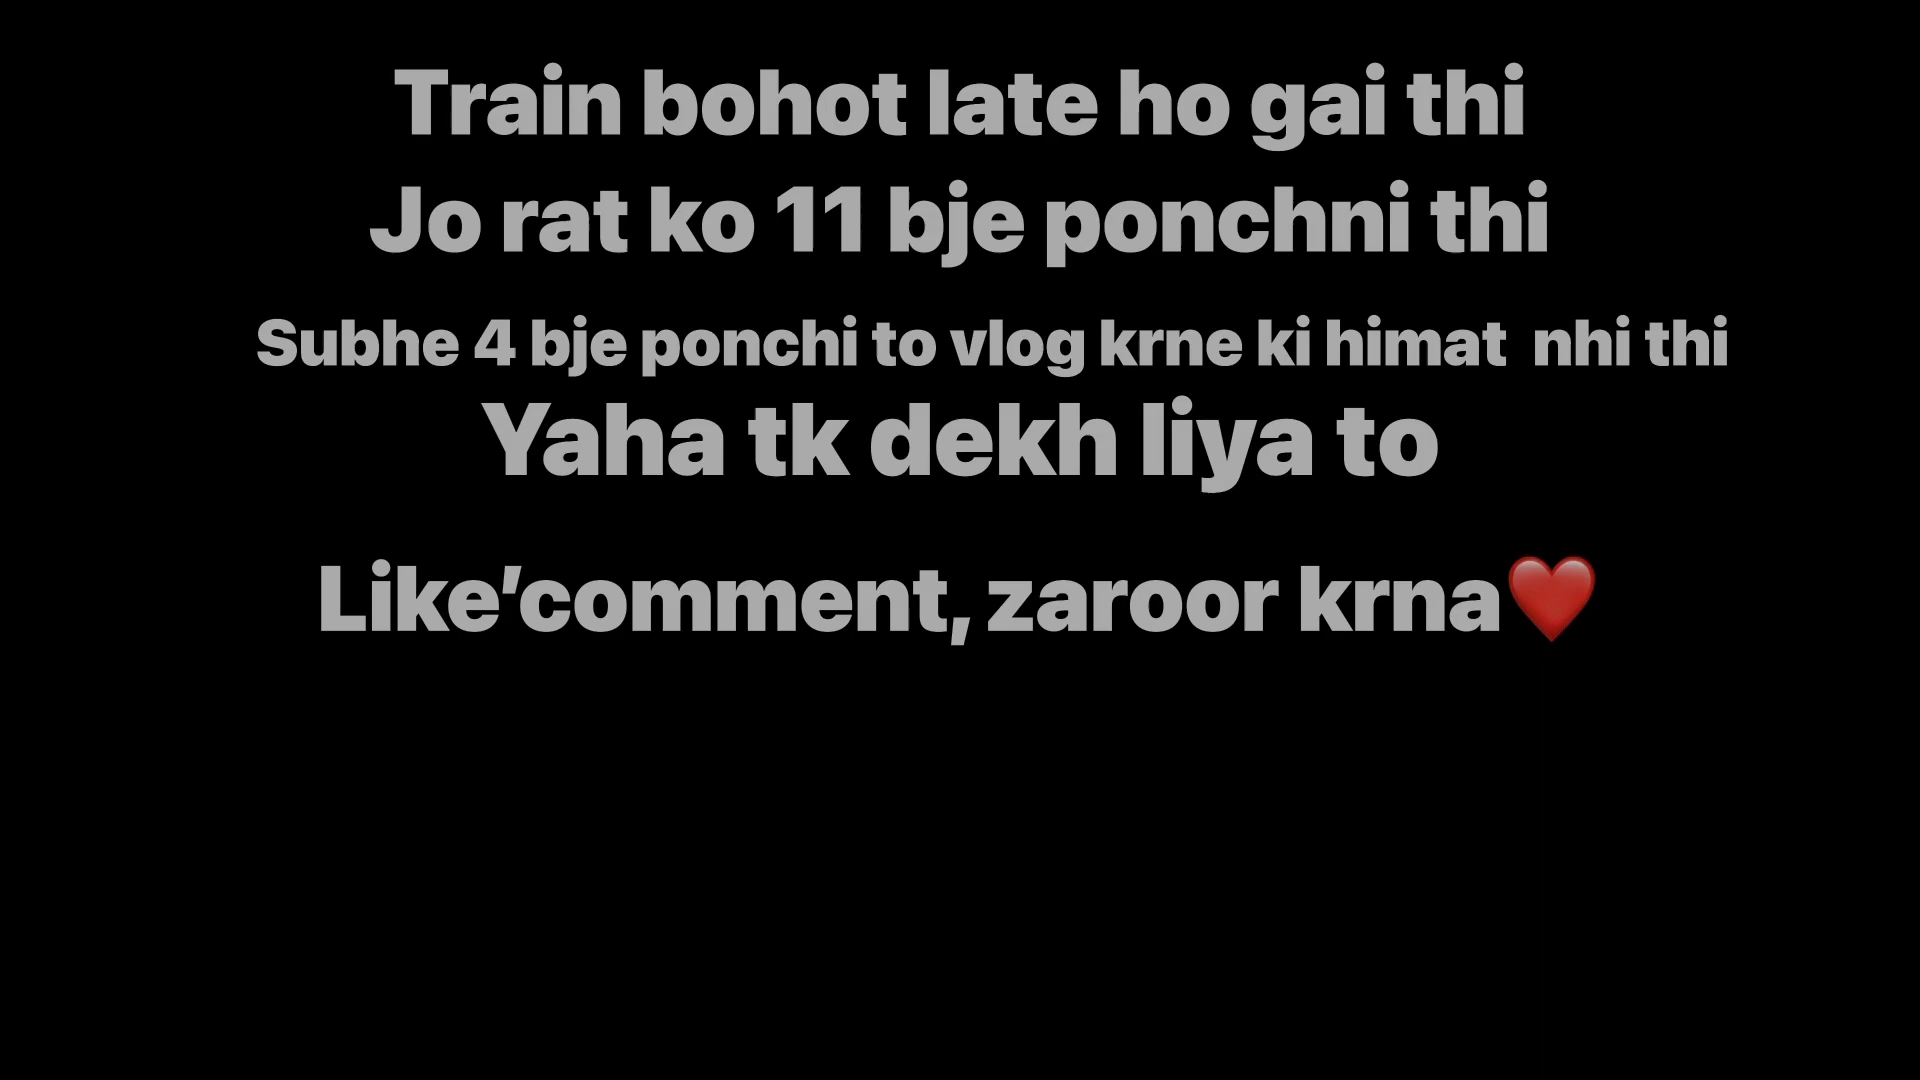 Train bohot late ho gai thi
Jo rat ko 11 bje ponchni thi
Subhe 4 bje ponchi to vlog krne ki himat  nhi thi
Yaha tk dekh liya to
Like’comment, zaroor krna❤️